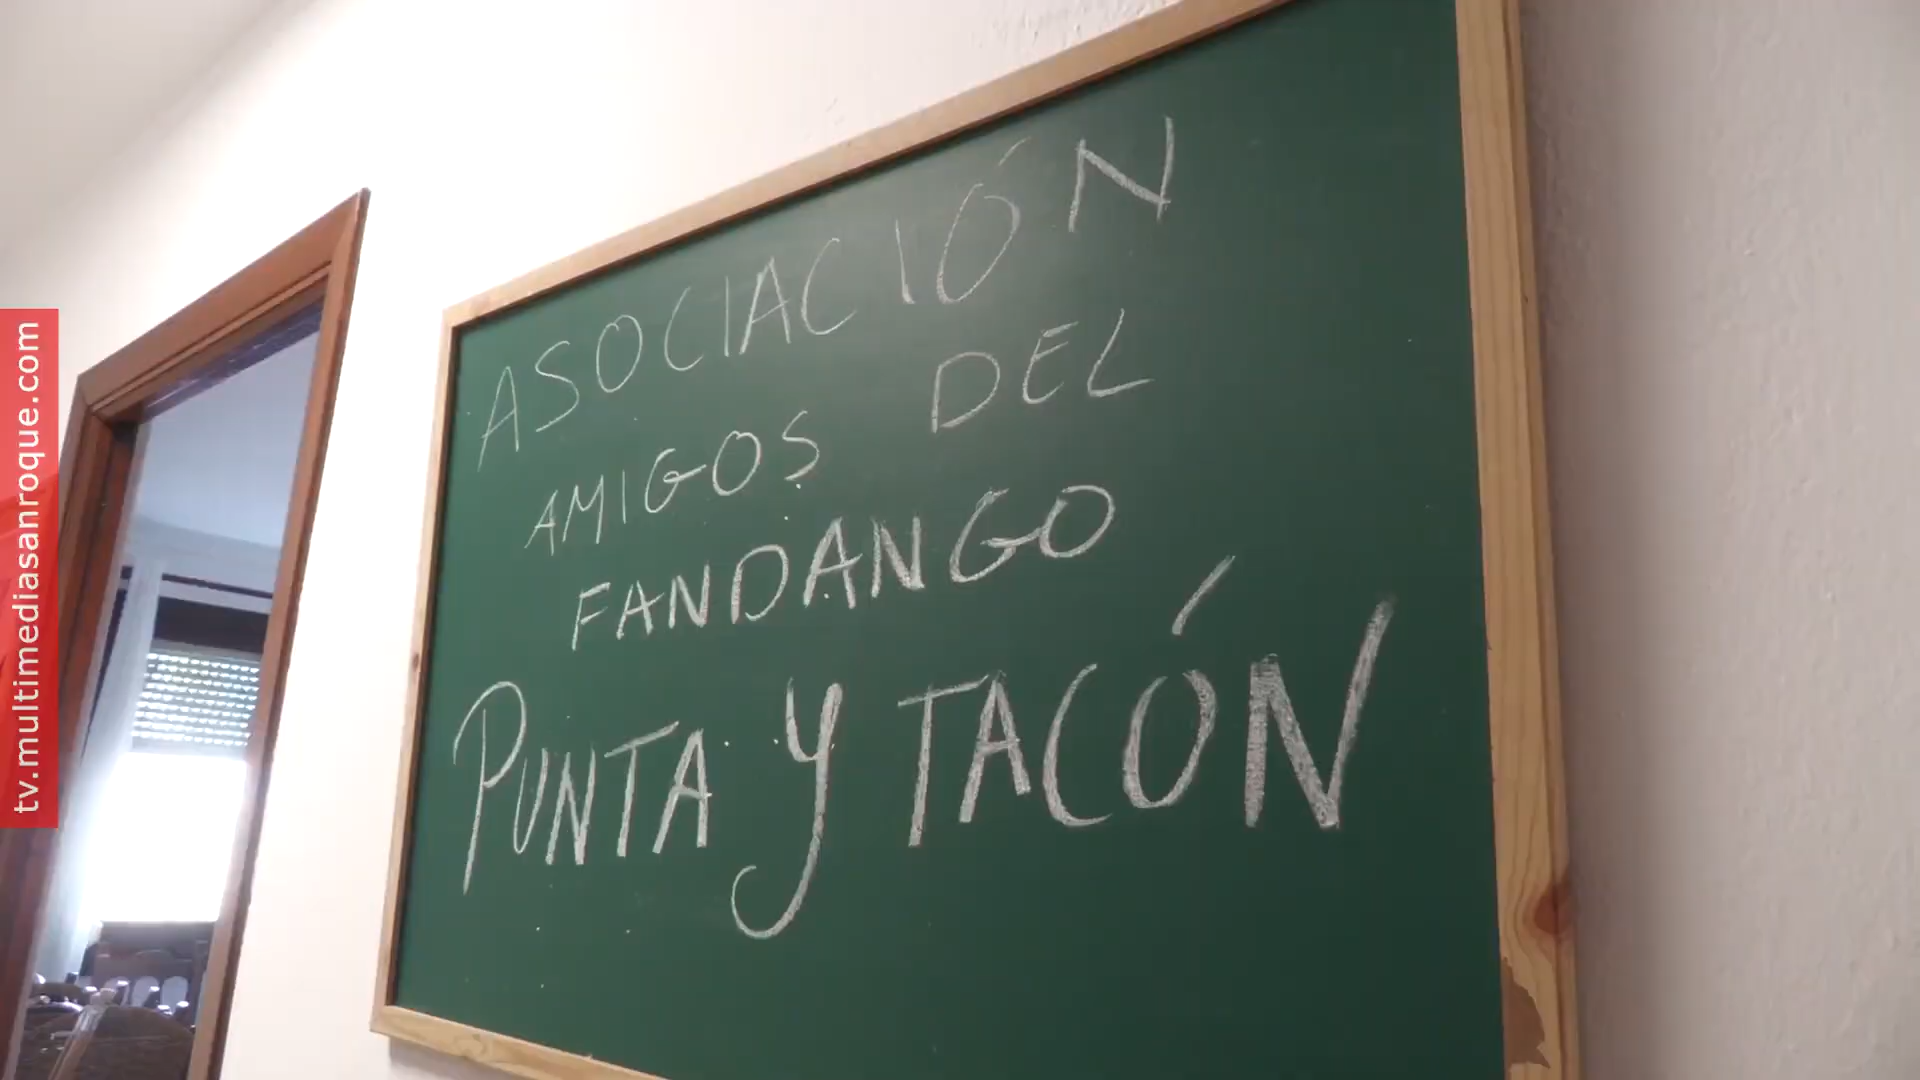 ASOCIACIÓN
AMIGOS DEL
FANDANGO
PUNTA Y TACÓN
tv.multimediasanroque.com